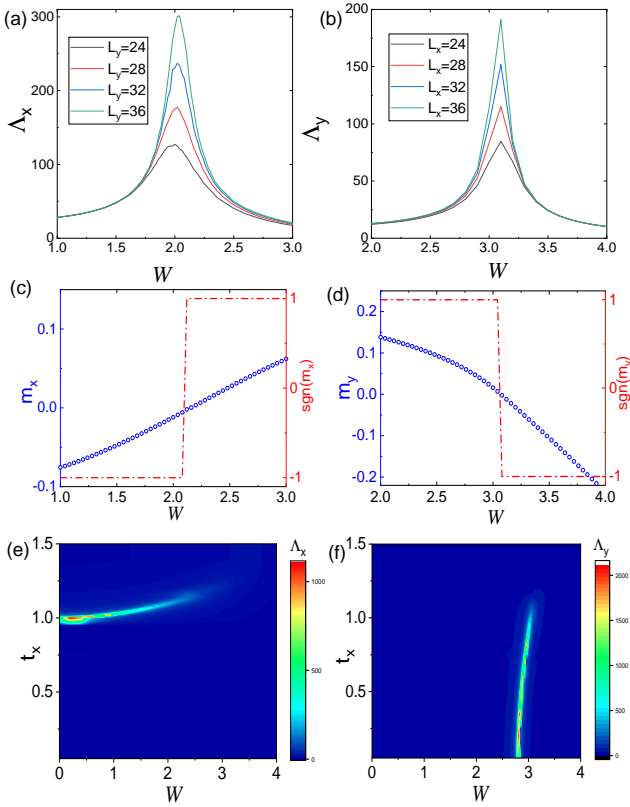 (a)
300
200
100
Λx
Ly=24
Ly=28
Ly=32
Ly=36
1.0 1.5 2.0 2.5 3.0
W
(b)
200
150
100
50
0
Λy
Lx=24
Lx=28
Lx=32
Lx=36
2.0 2.5 3.0 3.5 4.0
W
(c)
0.1
0.0
-0.1
mx
1
0
-1
sgn(mx)
1.0 1.5 2.0 2.5 3.0
W
(d)
0.2
0.1
0.0
-0.1
-0.2
my
1
0
-1
sgn(my)
2.0 2.5 3.0 3.5 4.0
W
(e)
1.5
1.0
0.5
tx
0 1 2 3 4
W
Λx
1000
500
0
(f)
1.5
1.0
0.5
tx
0 1 2 3 4
W
Λy
2000
1500
1000
500
0